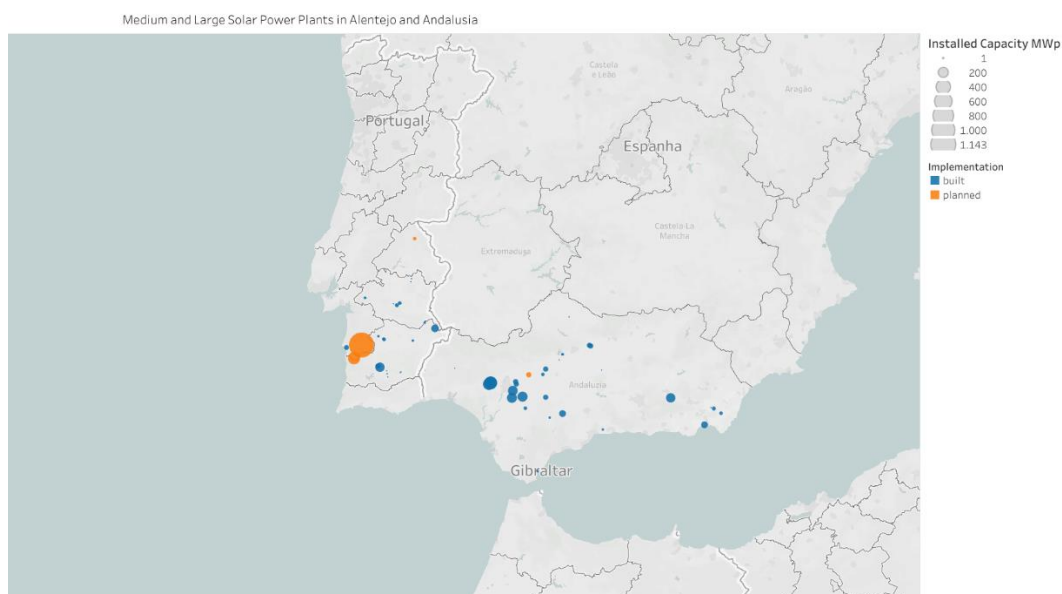 Medium and Large Solar Power Plants in Alentejo and Andalusia
Installed Capacity MWp
1
200
400
600
800
1.000
1.143
Implementation
built
planned
Castela
e Leão
Aragão
Portugal
Espanha
Castela-La
Mancha
Extremadura
Andaluzia
Gibraltar